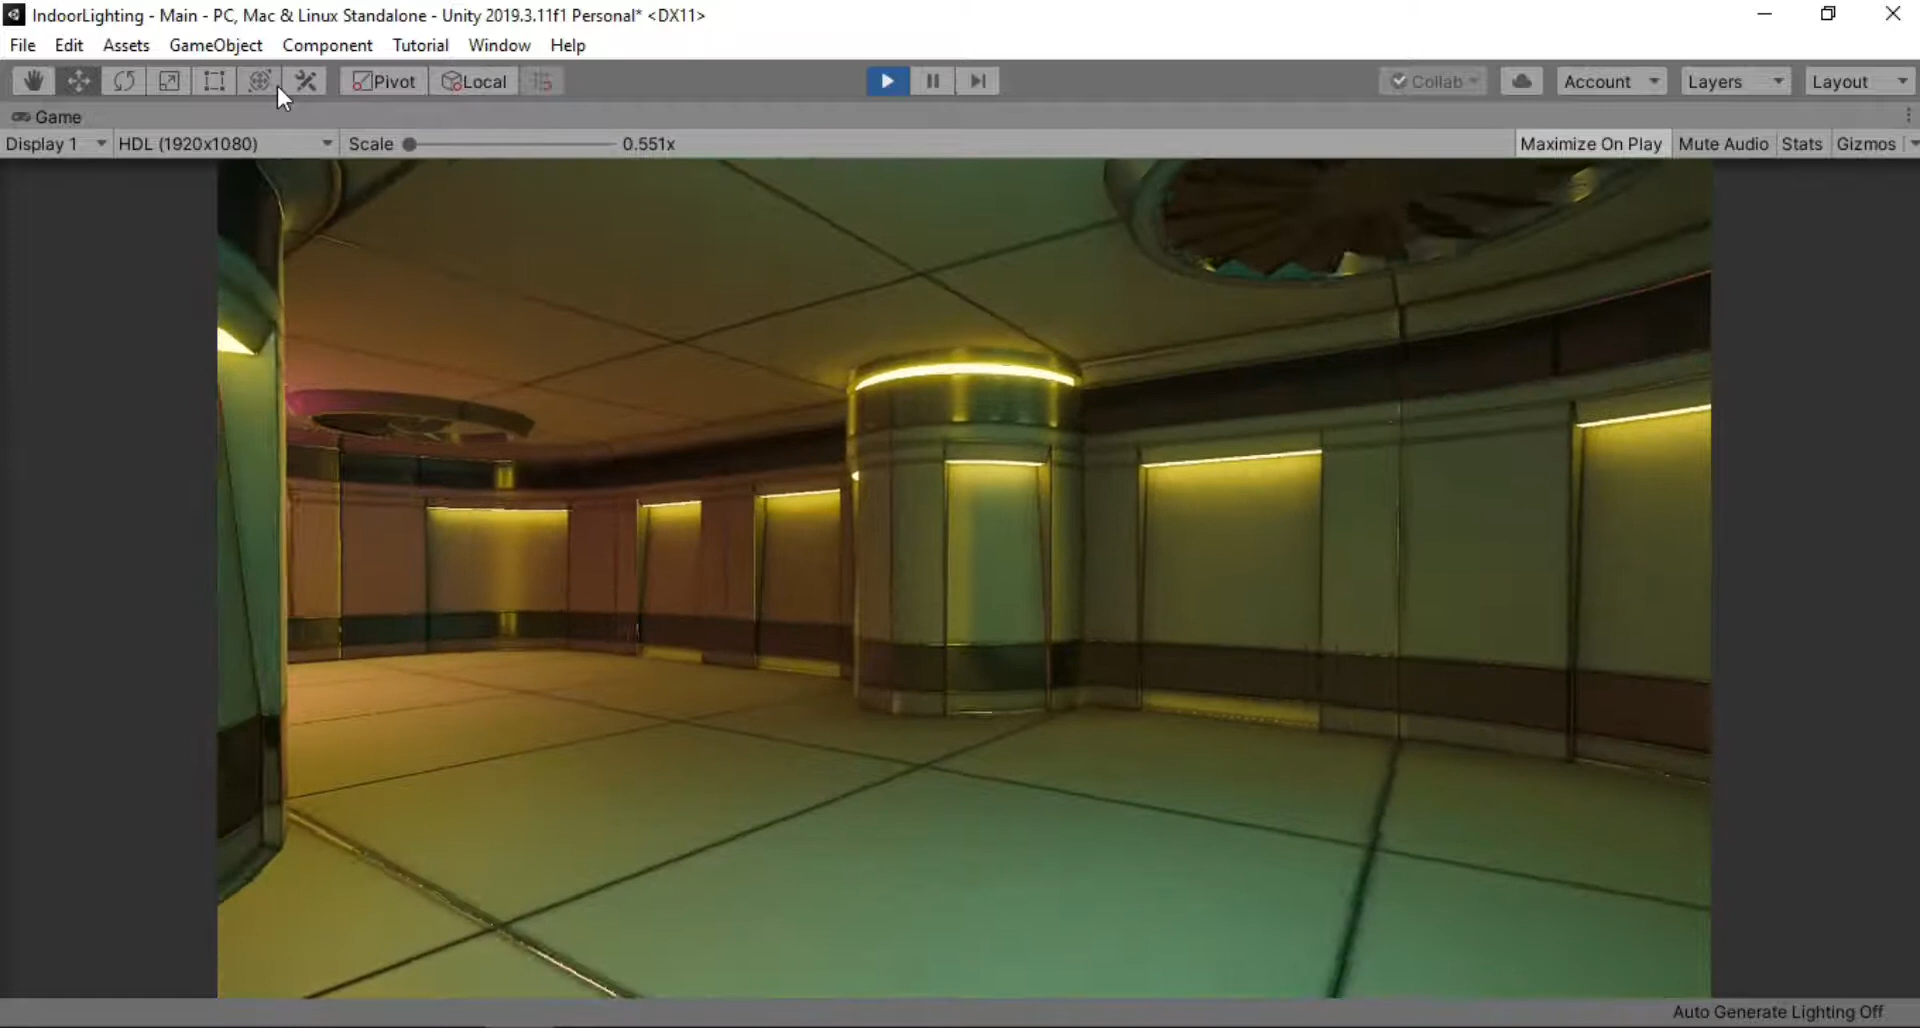 IndoorLighting - Main - PC, Mac & Linux Standalone - Unity 2019.3.11f1 Personal* <DX11>
File Edit Assets GameObject Component Tutorial Window Help
Pivot Local Collab Account Layers Layout
Game
Display 1 HDL (1920x1080) Scale 0.551x Maximize On Play Mute Audio Stats Gizmos
Auto Generate Lighting Off